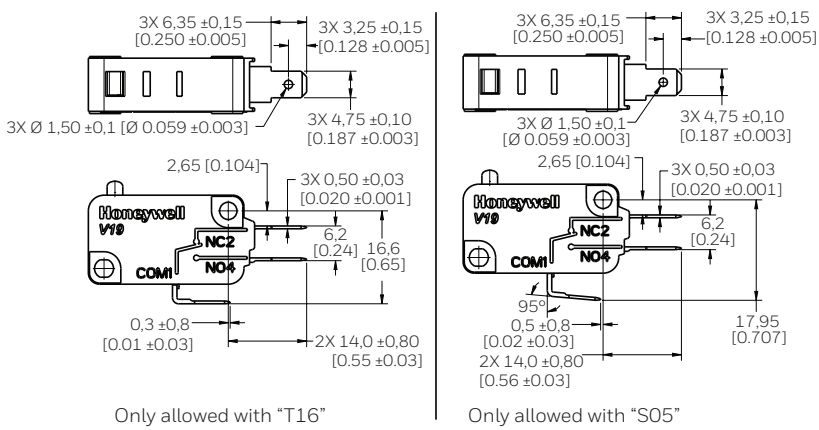 3X 6,35 ±0,15
[0.250 ±0.005]
3X 3,25 ±0,15
[0.128 ±0.005]
3X Ø 1,50 ±0,1 [Ø 0.059 ±0.003]
3X 4,75 ±0,10
[0.187 ±0.003]
2,65 [0.104]
3X 0,50 ±0,03
[0.020 ±0.001]
Honeywell
V19
NC2
NO4
COM1
6,2
[0.24]
16,6
[0.65]
0,3 ±0,8
[0.01 ±0.03]
2X 14,0 ±0,80
[0.55 ±0.03]
Only allowed with “T16”
3X 6,35 ±0,15
[0.250 ±0.005]
3X 3,25 ±0,15
[0.128 ±0.005]
3X Ø 1,50 ±0,1
[Ø 0.059 ±0.003]
3X 4,75 ±0,10
[0.187 ±0.003]
2,65 [0.104]
3X 0,50 ±0,03
[0.020 ±0.001]
Honeywell
V19
NC2
NO4
COM1
6,2
[0.24]
95°
0,5 ±0,8
[0.02 ±0.03]
17,95
[0.707]
2X 14,0 ±0,80
[0.56 ±0.03]
Only allowed with “S05”